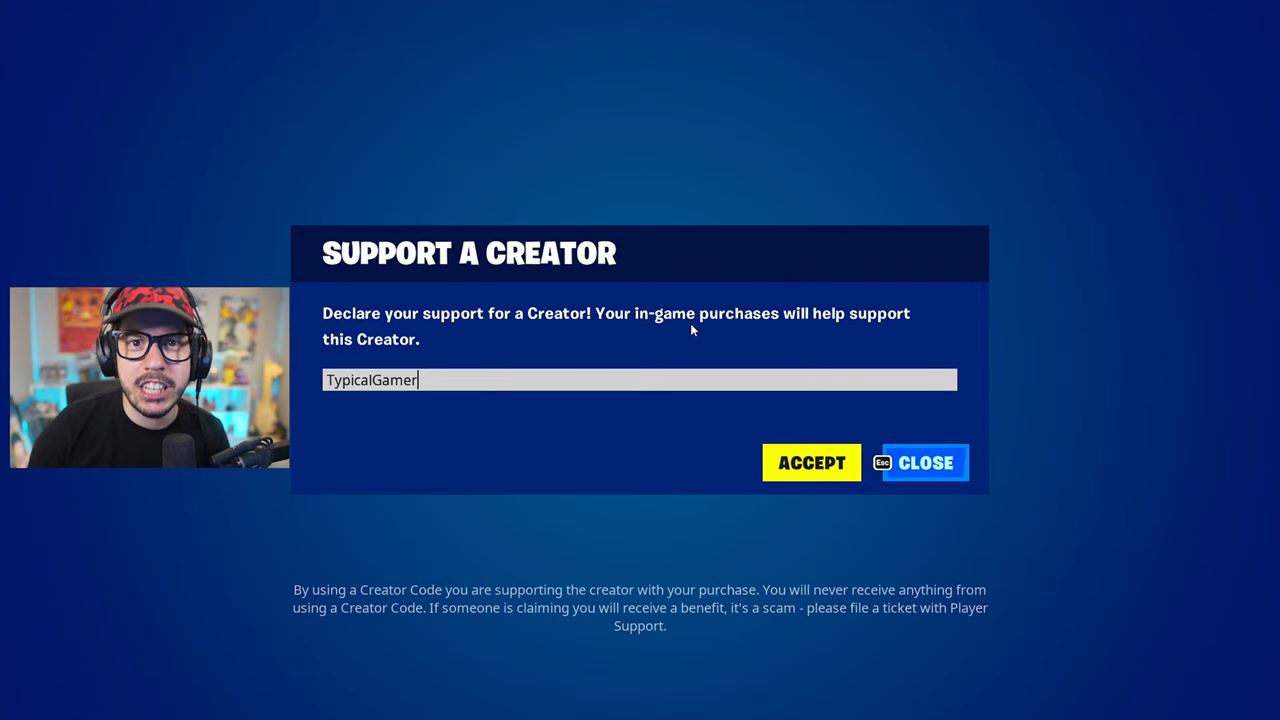 SUPPORT A CREATOR
Declare your support for a Creator! Your in-game purchases will help support
this Creator.
TypicalGamer
ACCEPT
Esc CLOSE
By using a Creator Code you are supporting the creator with your purchase. You will never receive anything from
using a Creator Code. If someone is claiming you will receive a benefit, it's a scam - please file a ticket with Player
Support.